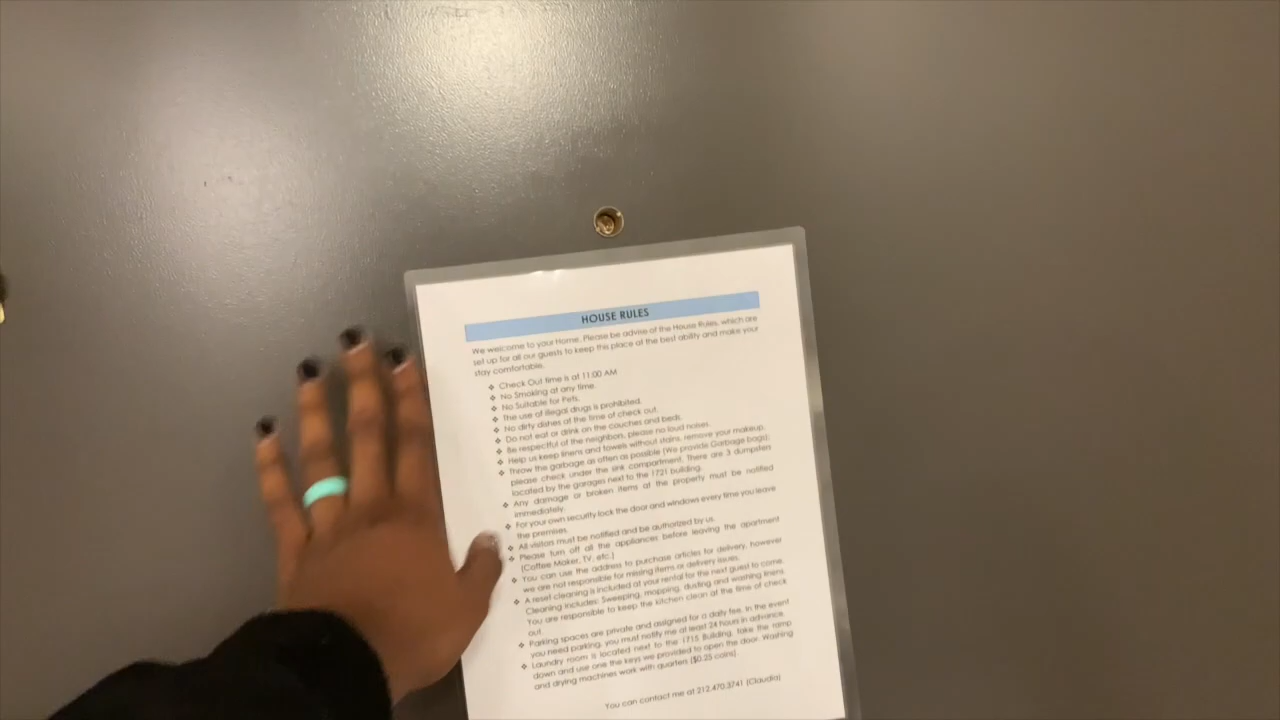 HOUSE RULES
We welcome to your Home. Please be advise of the House Rules, which are
set up for all our guests to keep this place at the best ability and make your
stay comfortable.
❖ Check Out time is at 11:00 AM
❖ No Smoking at any time.
❖ No Suitable for Pets.
❖ The use of illegal drugs is prohibited.
❖ No dirty dishes at the time of check out.
❖ Do not eat or drink on the couches and beds.
❖ Be respectful of the neighbors, please no loud noises.
❖ Help us keep linens and towels without stains, remove your makeup.
❖ Throw the garbage as often as possible (We provide Garbage bags)
please check under the sink compartment. There are 3 dumpsters
located by the garages next to the 1721 building.
❖ Any damage or broken items at the property must be notified
immediately.
❖ For your own security lock the door and windows every time you leave
the premises.
❖ All visitors must be notified and be authorized by us.
❖ Please turn off all the appliances before leaving the apartment
(Coffee Maker, TV, etc.)
❖ You can use the address to purchase articles for delivery, however
we are not responsible for missing items or delivery issues.
❖ A reset cleaning is included at your rental for the next guest to come.
Cleaning includes: Sweeping, mopping, dusting and washing linens.
You are responsible to keep the kitchen clean at the time of check
out.
❖ Parking spaces are private and assigned for a daily fee, in the event
you need parking, you must notify me at least 24 hours in advance.
❖ Laundry room is located next to the 1715 Building, take the ramp
down and use one the keys we provided to open the door. Washing
and drying machines work with quarters ($0.25 coins)
You can contact me at 212.470.3741 (Claudia)